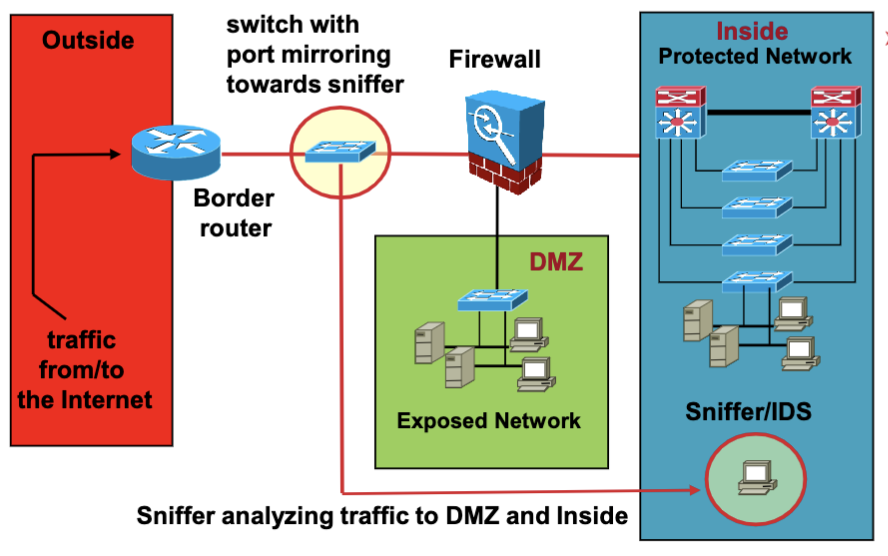 Outside
switch with
port mirroring
towards sniffer
Firewall
Inside
Protected Network
Border
router
DMZ
traffic
from/to
the Internet
Exposed Network
Sniffer/IDS
Sniffer analyzing traffic to DMZ and Inside